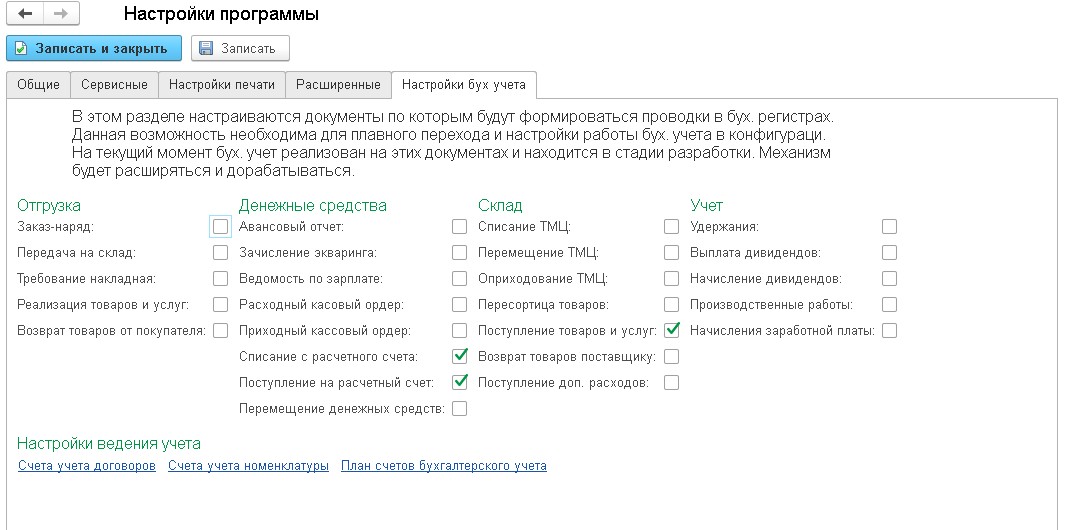 Настройки программы
Записать и закрыть
Записать
Общие
Сервисные
Настройки печати
Расширенные
Настройки бух учета
В этом разделе настраиваются документы по которым будут формироваться проводки в бух. регистрах.
Данная возможность необходима для плавного перехода и настройки работы бух. учета в конфигураци.
На текущий момент бух. учет реализован на этих документах и находится в стадии разработки. Механизм
будет расширяться и дорабатываться.
Отгрузка
Заказ-наряд:
Передача на склад:
Требование накладная:
Реализация товаров и услуг:
Возврат товаров от покупателя:
Денежные средства
Авансовый отчет:
Зачисление экваринга:
Ведомость по зарплате:
Расходный касовый ордер:
Приходный кассовый ордер:
Списание с расчетного счета:
Поступление на расчетный счет:
Перемещение денежных средств:
Склад
Списание ТМЦ:
Перемещение ТМЦ:
Оприходование ТМЦ:
Пересортица товаров:
Поступление товаров и услуг:
Возврат товаров поставщику:
Поступление доп. расходов:
Учет
Удержания:
Выплата дивидендов:
Начисление дивидендов:
Производственные работы:
Начисления заработной платы:
Настройки ведения учета
Счета учета договоров
Счета учета номенклатуры
План счетов бухгалтерского учета